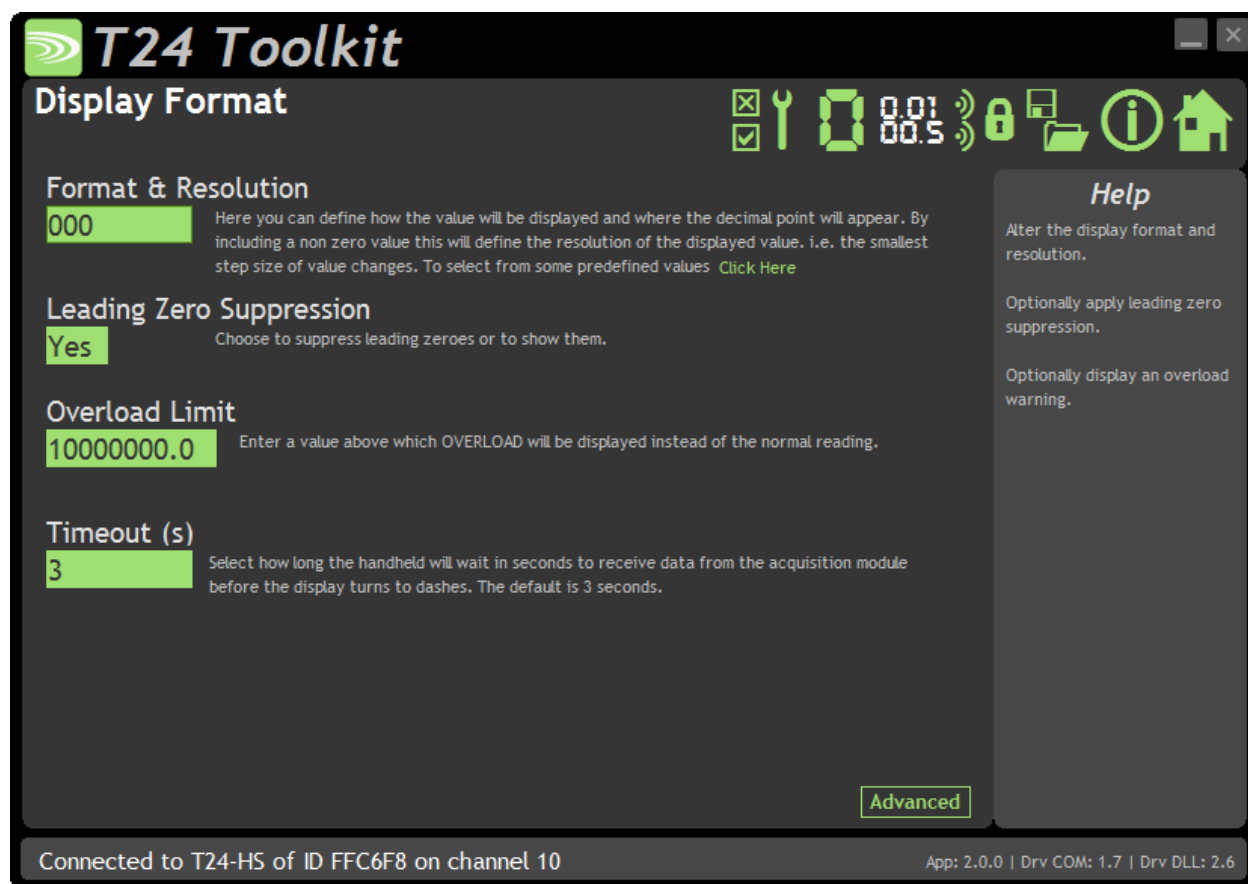 T24 Toolkit
Display Format
0.01
00.5
Format & Resolution
000
Here you can define how the value will be displayed and where the decimal point will appear. By
including a non zero value this will define the resolution of the displayed value. i.e. the smallest
step size of value changes. To select from some predefined values Click Here
Leading Zero Suppression
Yes
Choose to suppress leading zeroes or to show them.
Overload Limit
10000000.0
Enter a value above which OVERLOAD will be displayed instead of the normal reading.
Timeout (s)
3
Select how long the handheld will wait in seconds to receive data from the acquisition module
before the display turns to dashes. The default is 3 seconds.
Advanced
Help
Alter the display format and
resolution.
Optionally apply leading zero
suppression.
Optionally display an overload
warning.
Connected to T24-HS of ID FFC6F8 on channel 10
App: 2.0.0 | Drv COM: 1.7 | Drv DLL: 2.6